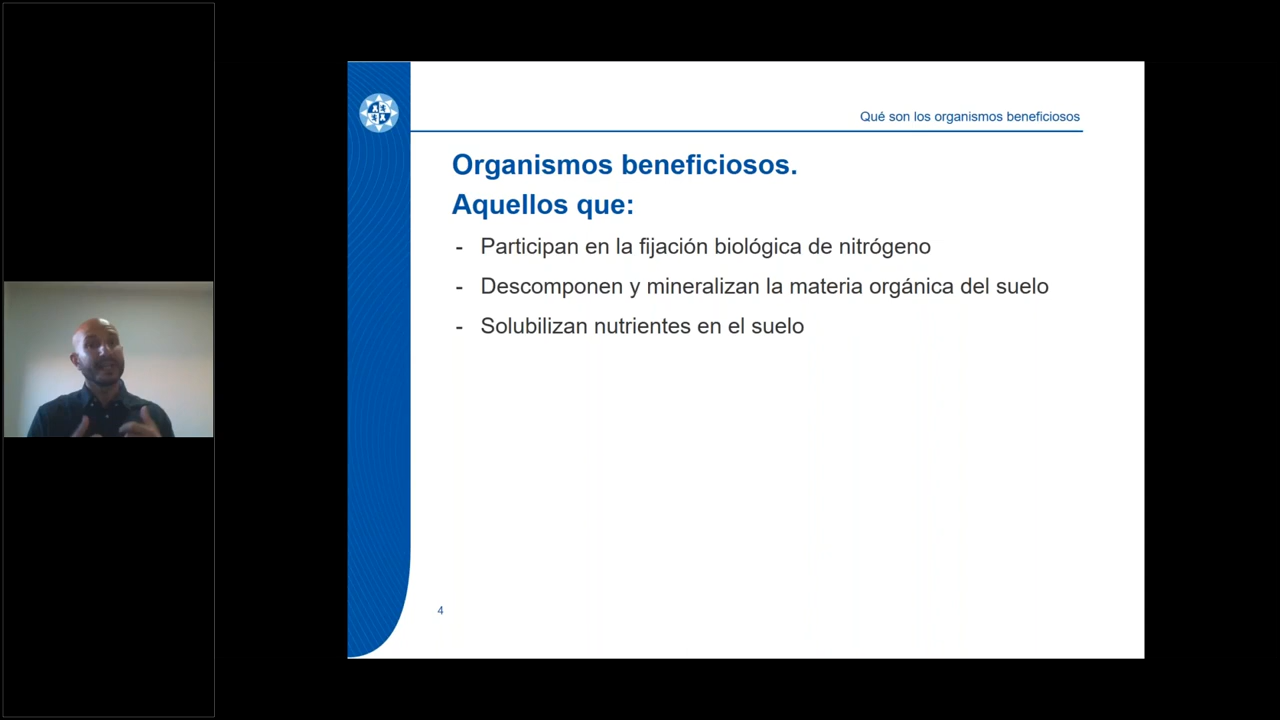 Qué son los organismos beneficiosos
Organismos beneficiosos.
Aquellos que:
- Participan en la fijación biológica de nitrógeno
- Descomponen y mineralizan la materia orgánica del suelo
- Solubilizan nutrientes en el suelo
4